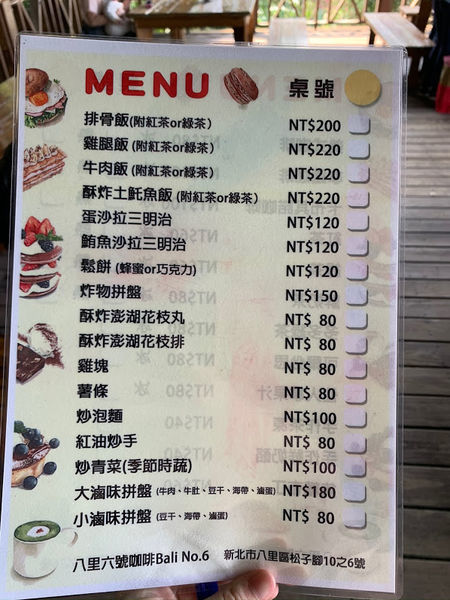 MENU 桌號
排骨飯(附紅茶or綠茶) NT$200
雞腿飯 (附紅茶or綠茶) NT$220
牛肉飯 (附紅茶or綠茶) NT$220
酥炸土魠魚飯 (附紅茶or綠茶) NT$220
蛋沙拉三明治 NT$120
鮪魚沙拉三明治 NT$120
鬆餅 (蜂蜜or巧克力) NT$120
炸物拼盤 NT$150
酥炸澎湖花枝丸 NT$ 80
酥炸澎湖花枝排 NT$ 80
雞塊 NT$ 80
薯條 NT$ 80
炒泡麵 NT$100
紅油炒手 NT$ 80
炒青菜(季節時蔬) NT$100
大滷味拼盤 (牛肉、牛肚、豆干、海帶、滷蛋) NT$180
小滷味拼盤 (豆干、海帶、滷蛋) NT$ 80
八里六號咖啡Bali No.6 新北市八里區松子腳10之6號